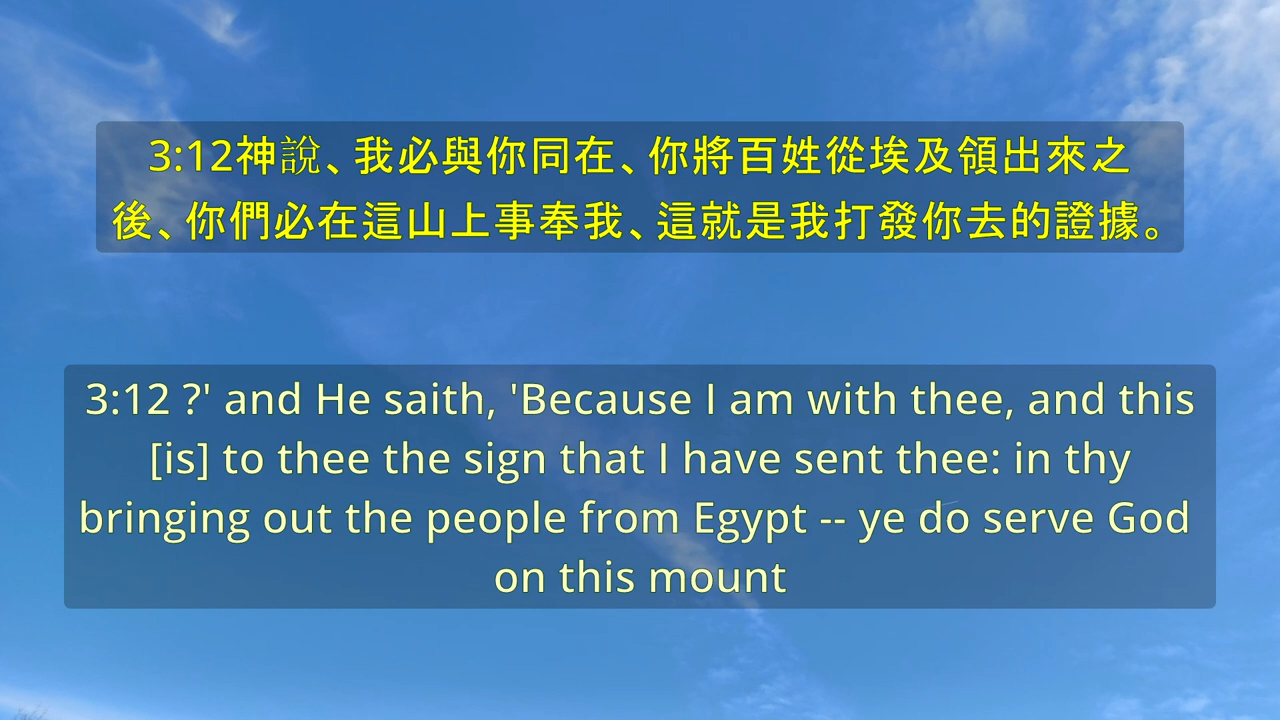 3:12神說、我必與你同在、你將百姓從埃及領出來之
後、你們必在這山上事奉我、這就是我打發你去的證據。
3:12 ?' and He saith, 'Because I am with thee, and this
[is] to thee the sign that I have sent thee: in thy
bringing out the people from Egypt -- ye do serve God
on this mount